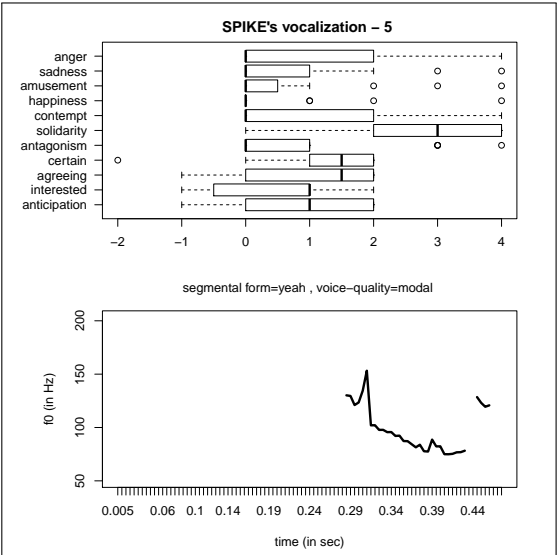 SPIKE's vocalization − 5
anger
sadness
amusement
happiness
contempt
solidarity
antagonism
certain
agreeing
interested
anticipation
−2 −1 0 1 2 3 4
segmental form=yeah , voice−quality=modal
f0 (in Hz)
200
150
100
50
0.005 0.06 0.1 0.14 0.19 0.24 0.29 0.34 0.39 0.44
time (in sec)